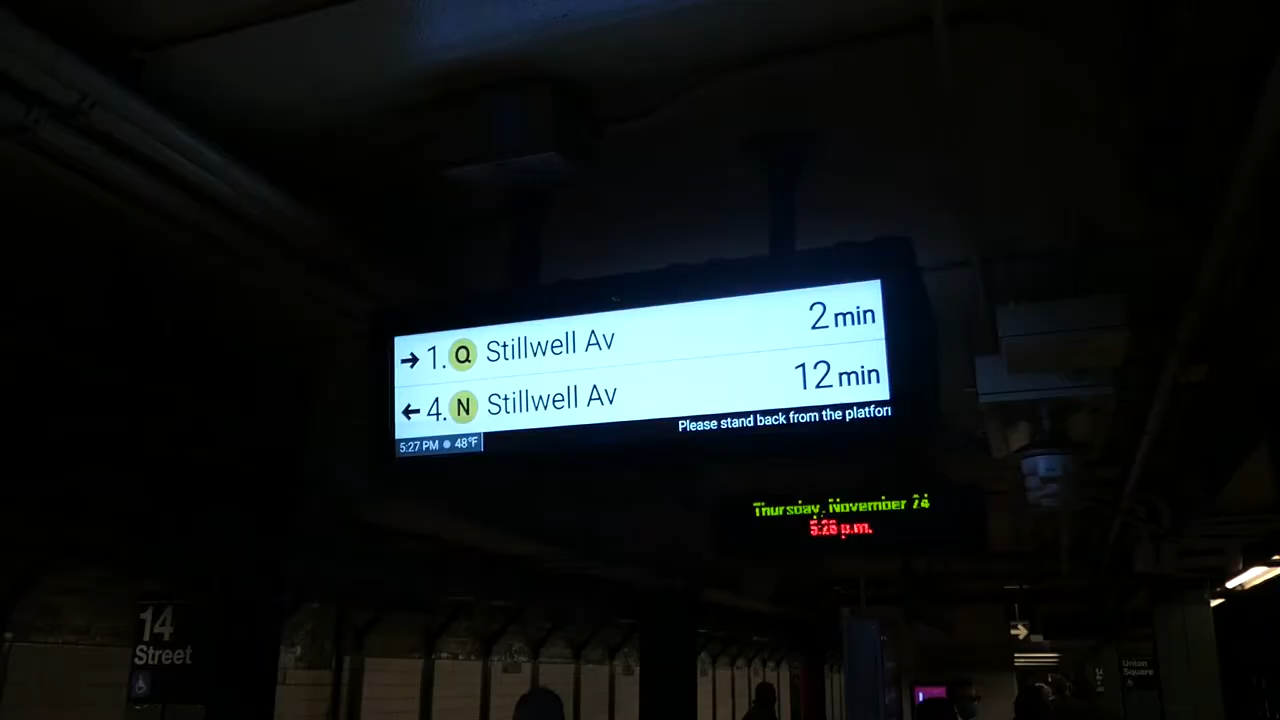 → 1. Q Stillwell Av 2 min
← 4. N Stillwell Av 12 min
5:27 PM 48°F Please stand back from the platfor
Thursday, November 24
5:26 p.m.
14
Street
Union
Square